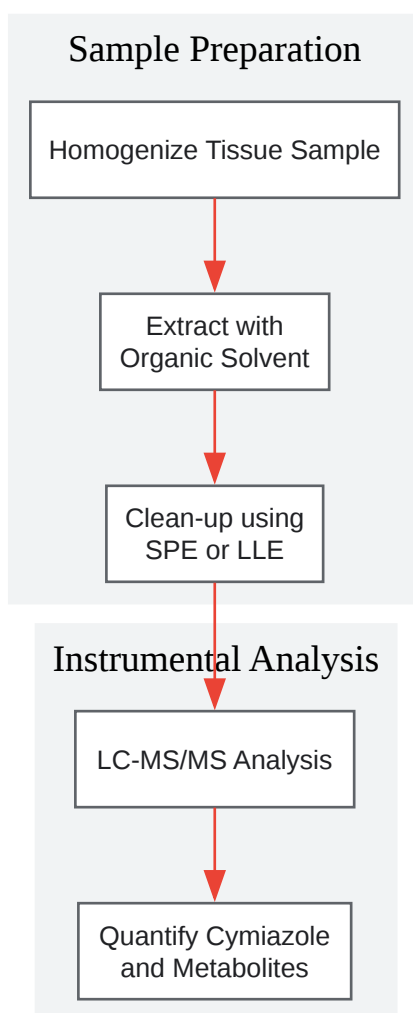 Sample Preparation
Homogenize Tissue Sample
Extract with
Organic Solvent
Clean-up using
SPE or LLE
Instrumental Analysis
LC-MS/MS Analysis
Quantify Cymiazole
and Metabolites